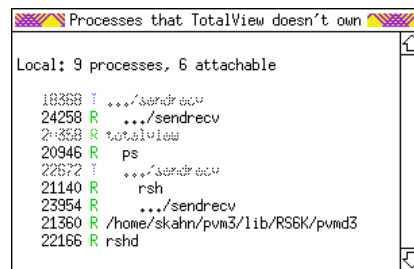 Processes that TotalView doesn't own
Local: 9 processes, 6 attachable
18368 T .../sendrecv
24258 R .../sendrecv
R totalview
20946 R ps
22672 T .../sendrecv
21140 R rsh
23954 R .../sendrecv
21360 R /home/skahn/pvm3/lib/RS6K/pvmd3
22166 R rshd